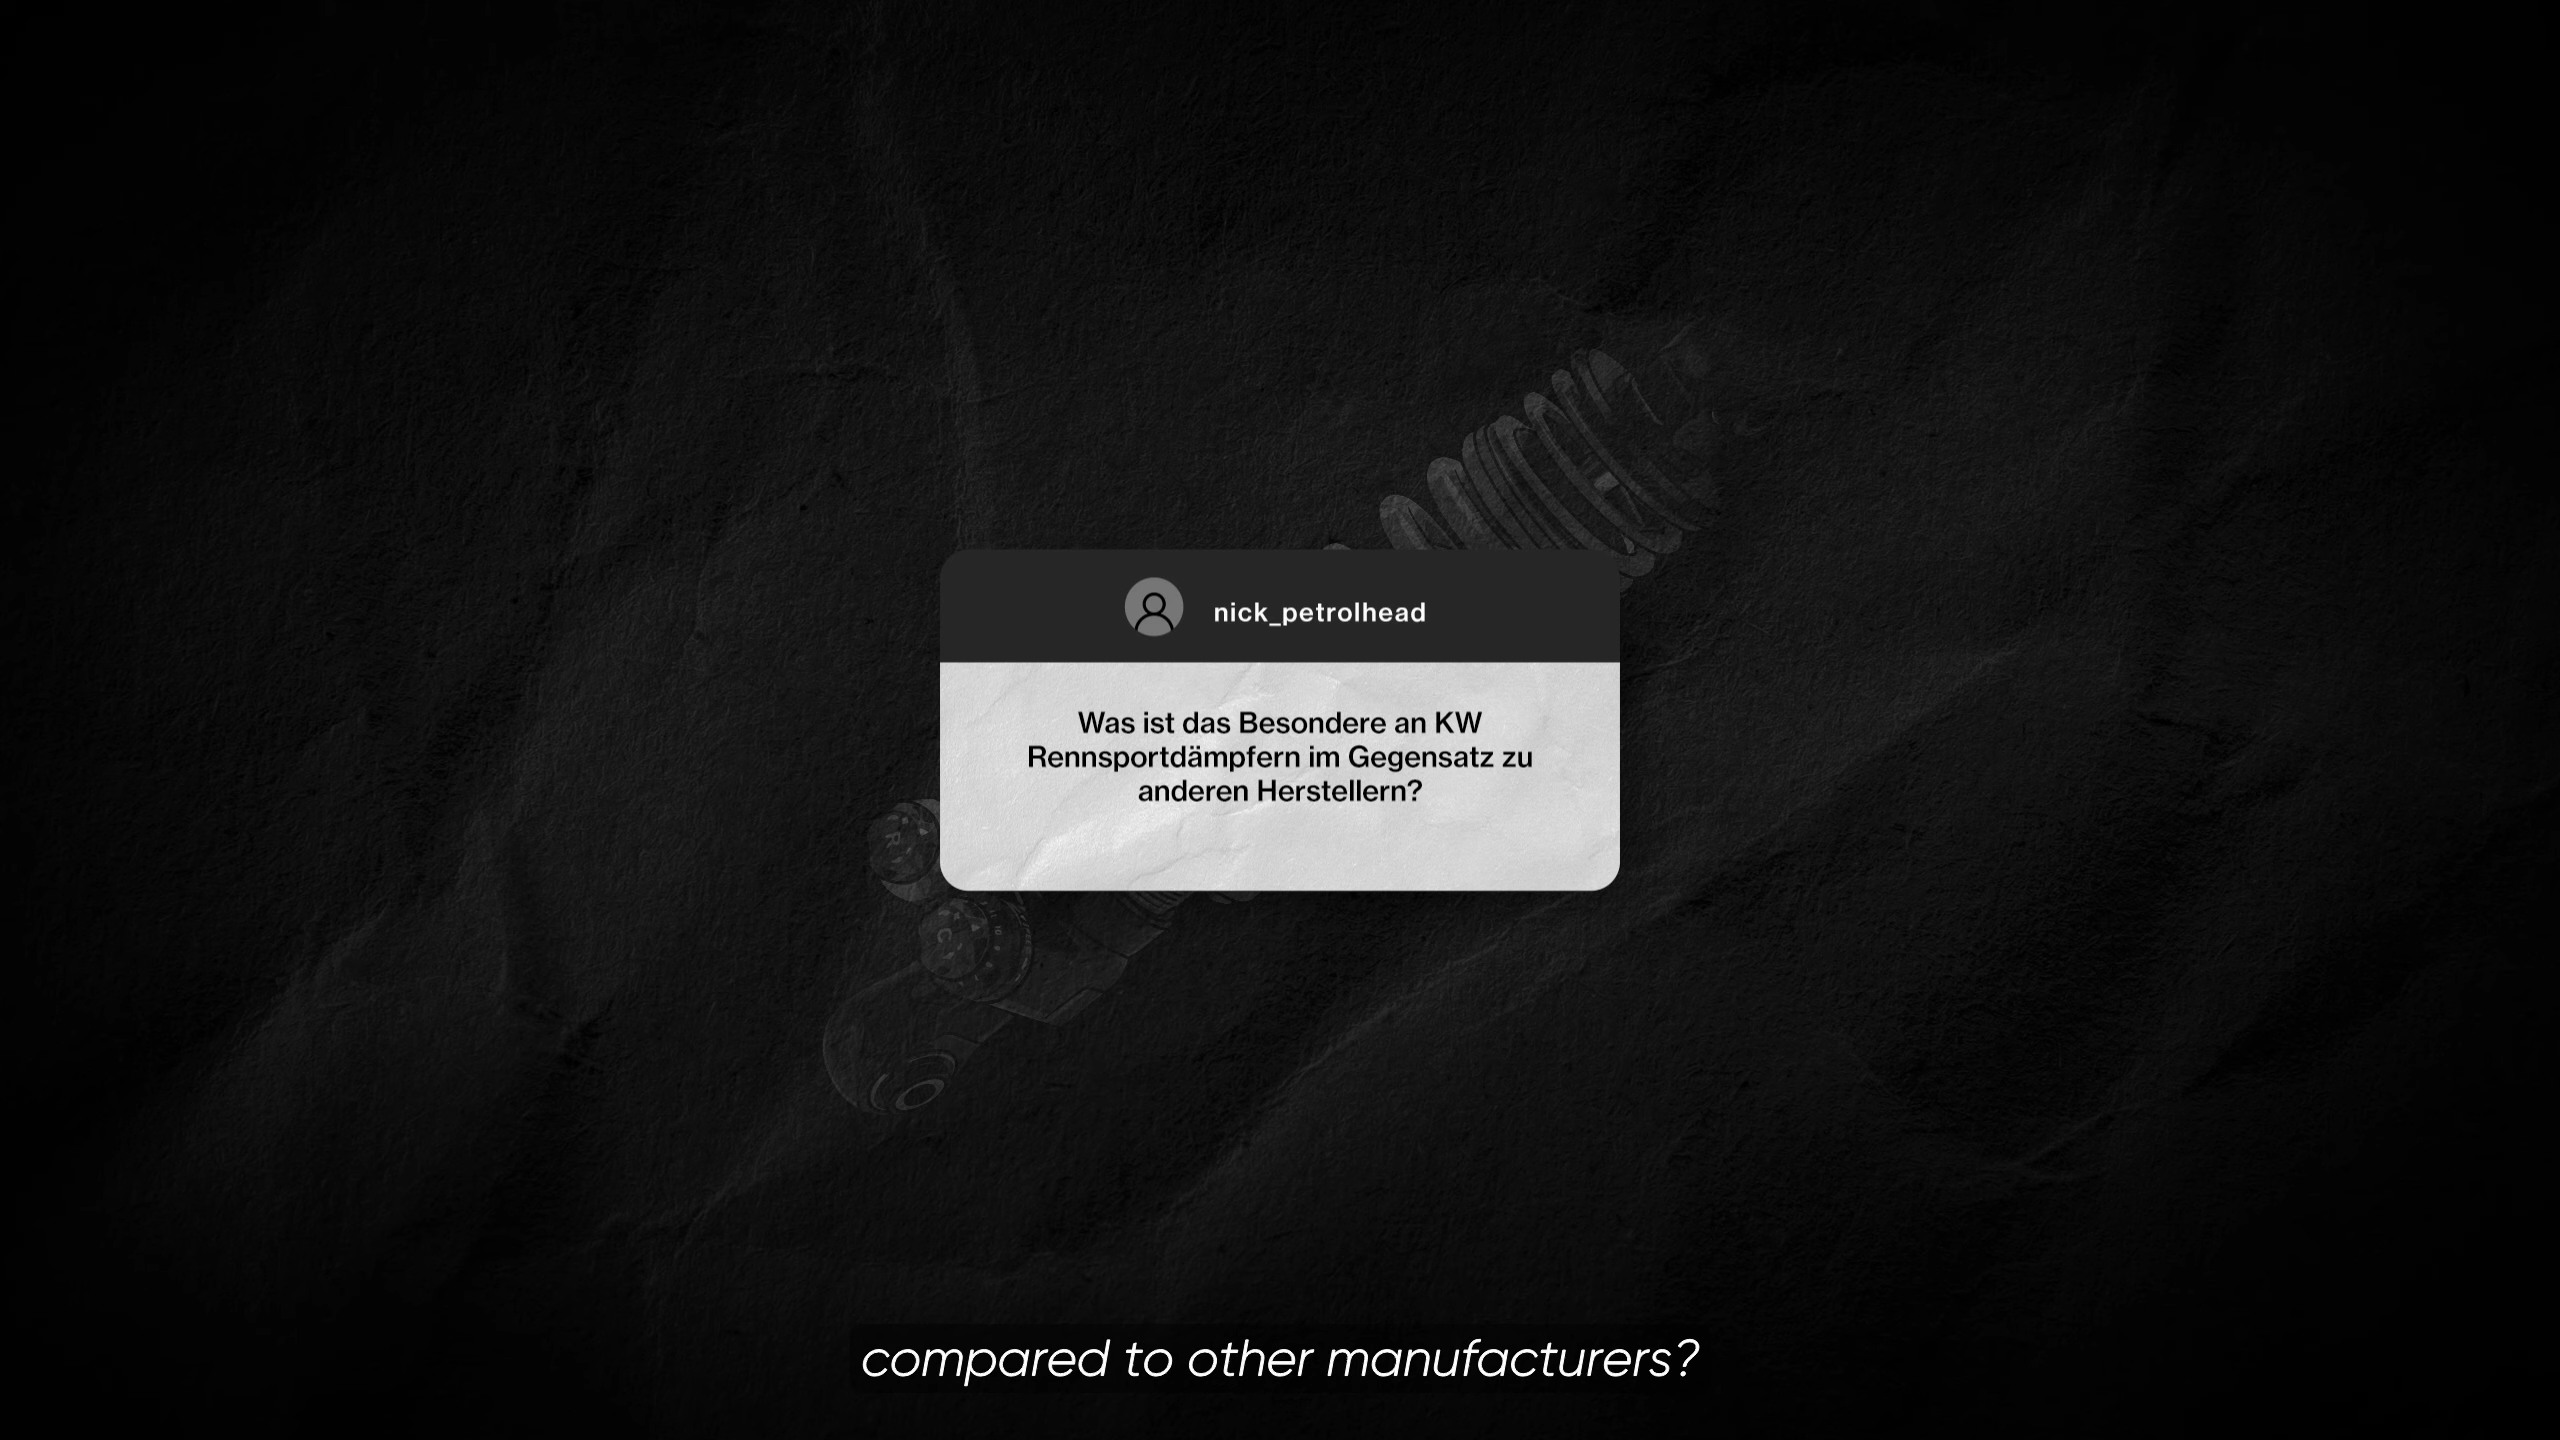 nick_petrolhead
Was ist das Besondere an KW
Rennsportdämpfern im Gegensatz zu
anderen Herstellern?
R
C
compared to other manufacturers?